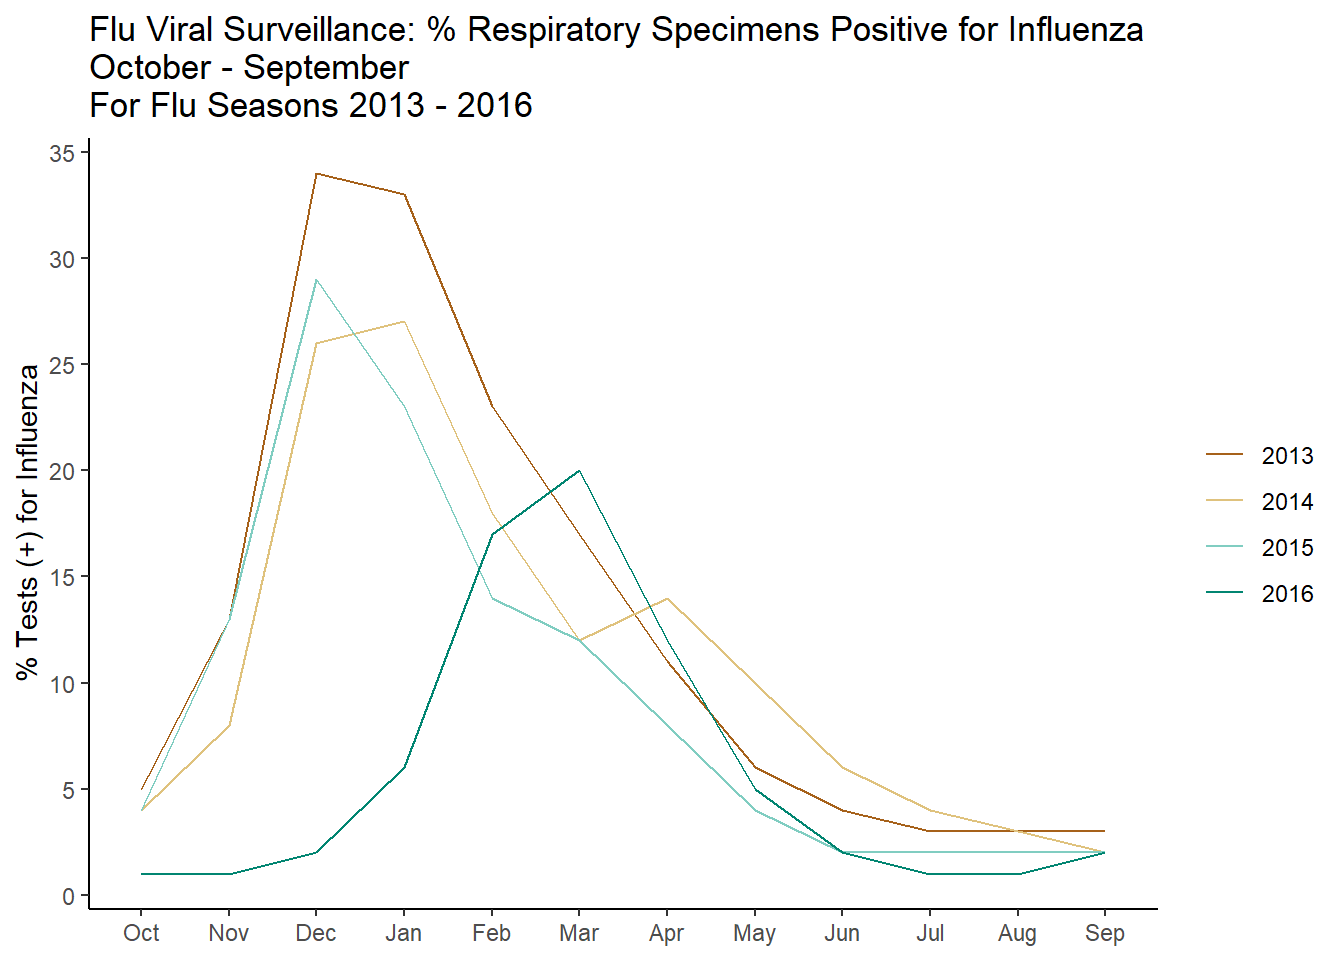 Flu Viral Surveillance: % Respiratory Specimens Positive for Influenza
October - September
For Flu Seasons 2013 - 2016
% Tests (+) for Influenza
35
30
25
20
15
10
5
0
Oct Nov Dec Jan Feb Mar Apr May Jun Jul Aug Sep
2013
2014
2015
2016